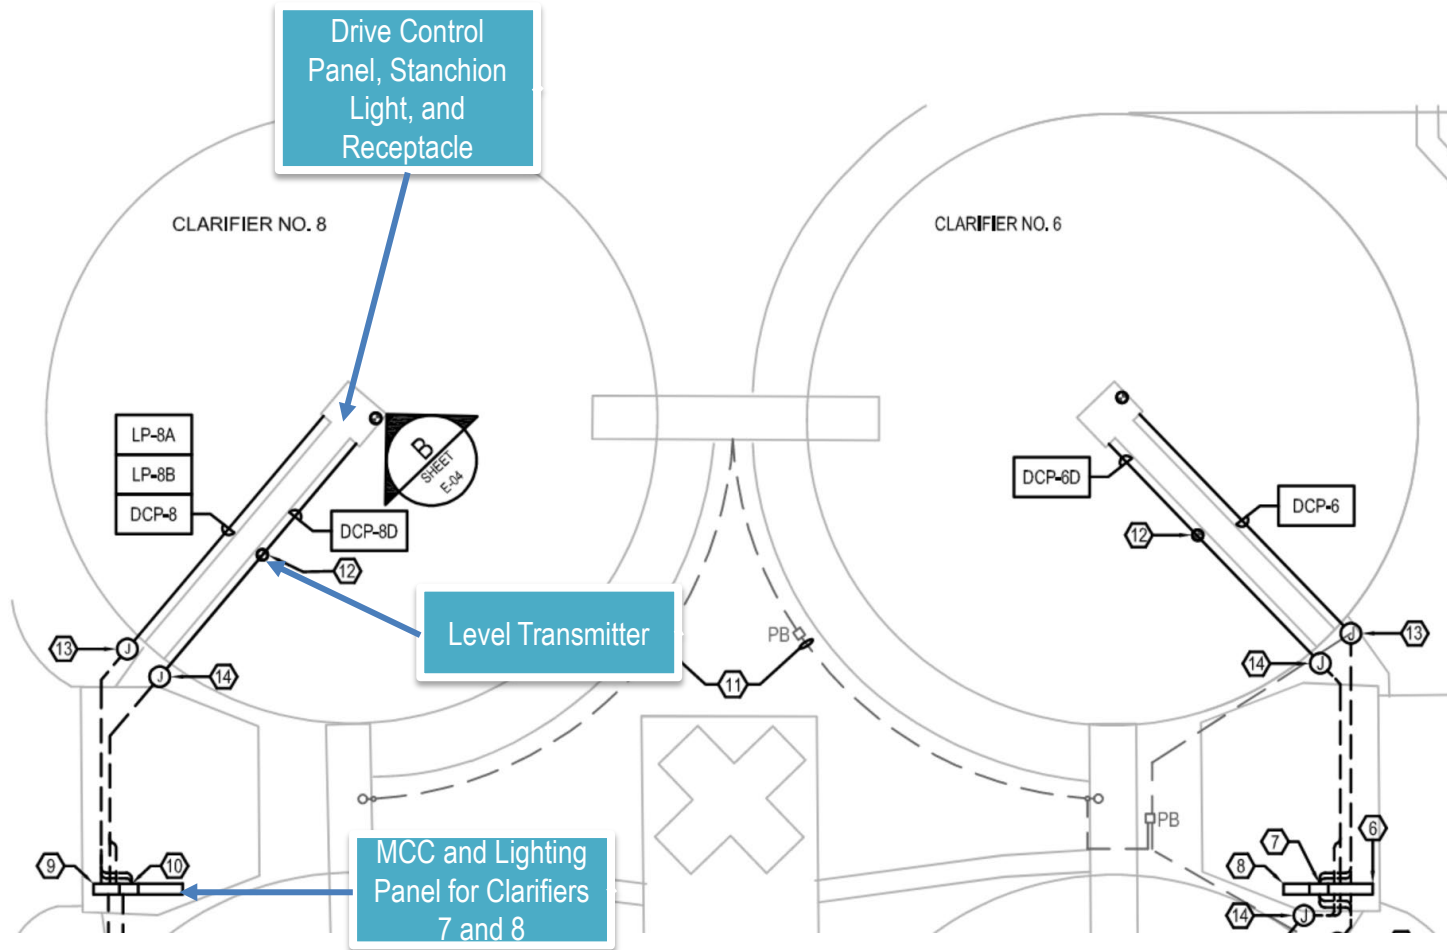 Drive Control
Panel, Stanchion
Light, and
Receptacle
CLARIFIER NO. 8
CLARIFIER NO. 6
LP-8A
LP-8B
DCP-8
B
SHEET
E-04
DCP-8D
12
DCP-6D
DCP-6
12
Level Transmitter
PB
13
J
J
14
11
14
J
J
13
PB
9
10
MCC and Lighting
Panel for Clarifiers
7 and 8
7
6
8
14
J